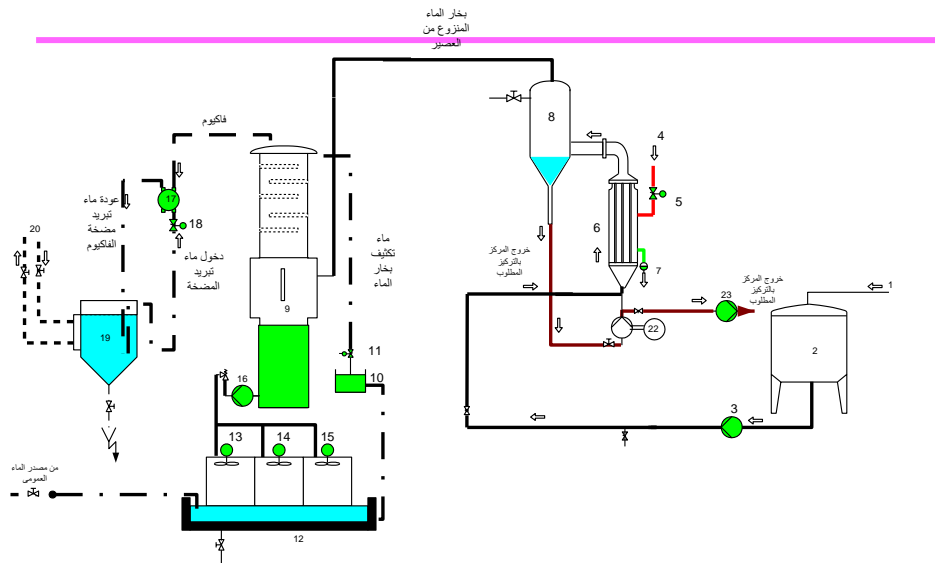 بخار الماء
المنزوع من
العصير
فاكيوم
8
4
5
6
7
17
18
عودة ماء
تبريد
مضخة
الفاكيوم
20
دخول ماء
تبريد
المضخة
ماء
تكثيف
بخار
الماء
خروج المركز
بالتركيز
المطلوب
خروج المركز
بالتركيز
المطلوب
1
9
19
23
22
2
11
10
16
3
13
14
15
من مصدر الماء
العمومى
12